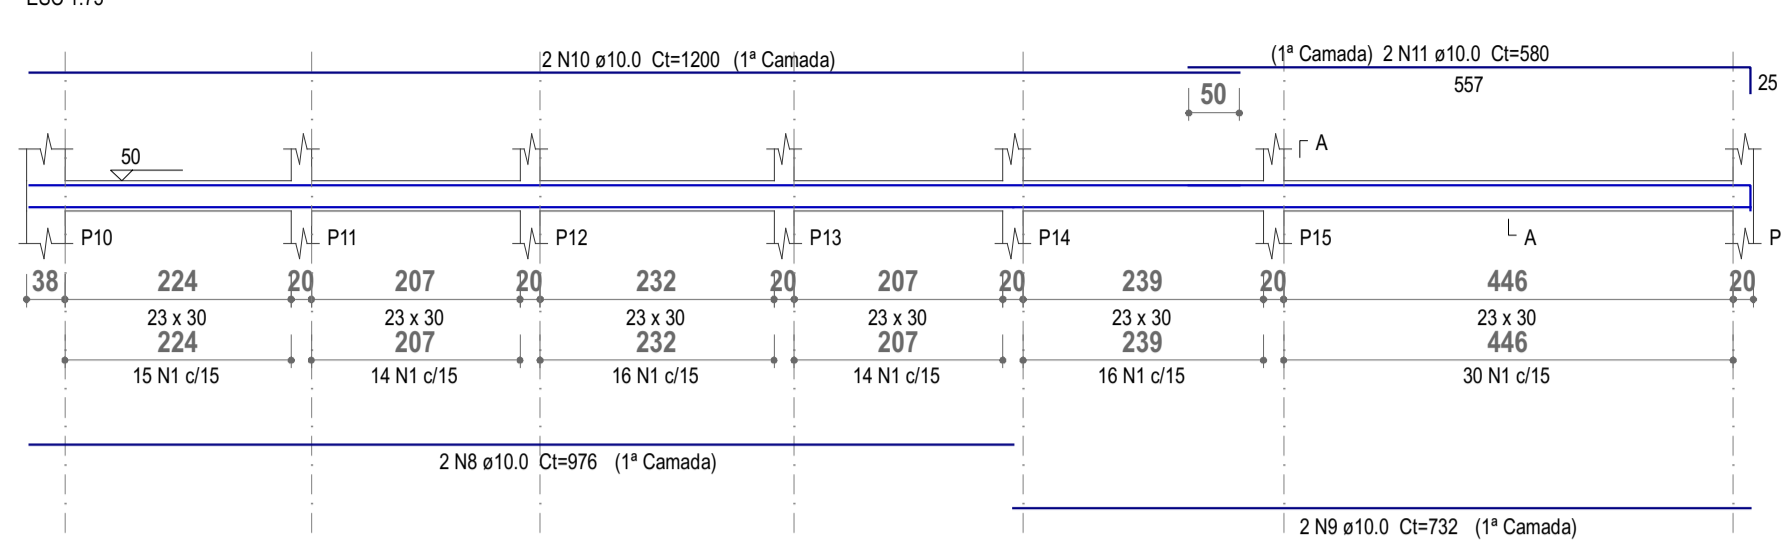 ESC 1:75
2 N10 ø10.0 Ct=1200 (1ª Camada)
(1ª Camada) 2 N11 ø10.0 Ct=580
557
25
50
A
50
P10
P11
P12
P13
P14
P15
A
P
38 224 20 207 20 232 20 207 20 239 20 446 20
23 x 30 23 x 30 23 x 30 23 x 30 23 x 30 23 x 30
224 207 232 207 239 446
15 N1 c/15 14 N1 c/15 16 N1 c/15 14 N1 c/15 16 N1 c/15 30 N1 c/15
2 N8 ø10.0 Ct=976 (1ª Camada)
2 N9 ø10.0 Ct=732 (1ª Camada)